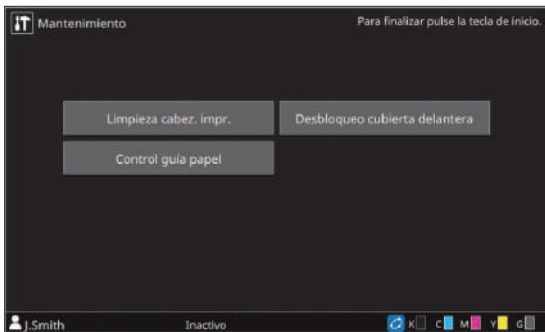 Mantenimiento
Para finalizar pulse la tecla de inicio.
Limpieza cabez. impr.
Desbloqueo cubierta delantera
Control guía papel
J.Smith
Inactivo
K C M Y G